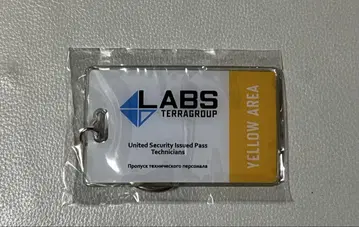 LABS
TERRAGROUP
United Security Issued Pass
Technicians
Пропуск технического персонала
YELLOW AREA